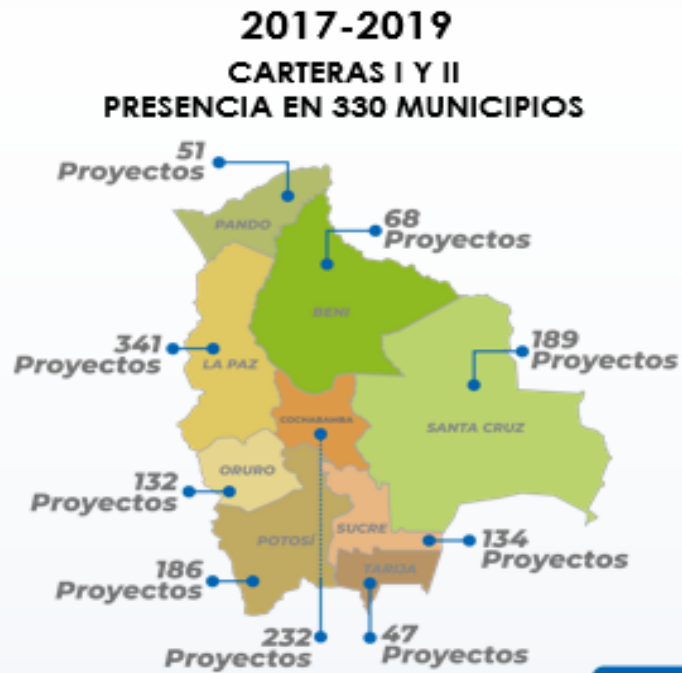 2017-2019
CARTERAS I Y II
PRESENCIA EN 330 MUNICIPIOS
51
Proyectos
PANDO
68
Proyectos
BENI
341
Proyectos
LA PAZ
189
Proyectos
COCHABAMBA
SANTA CRUZ
ORURO
132
Proyectos
SUCRE
POTOSÍ
134
Proyectos
TARIJA
186
Proyectos
232
Proyectos
47
Proyectos